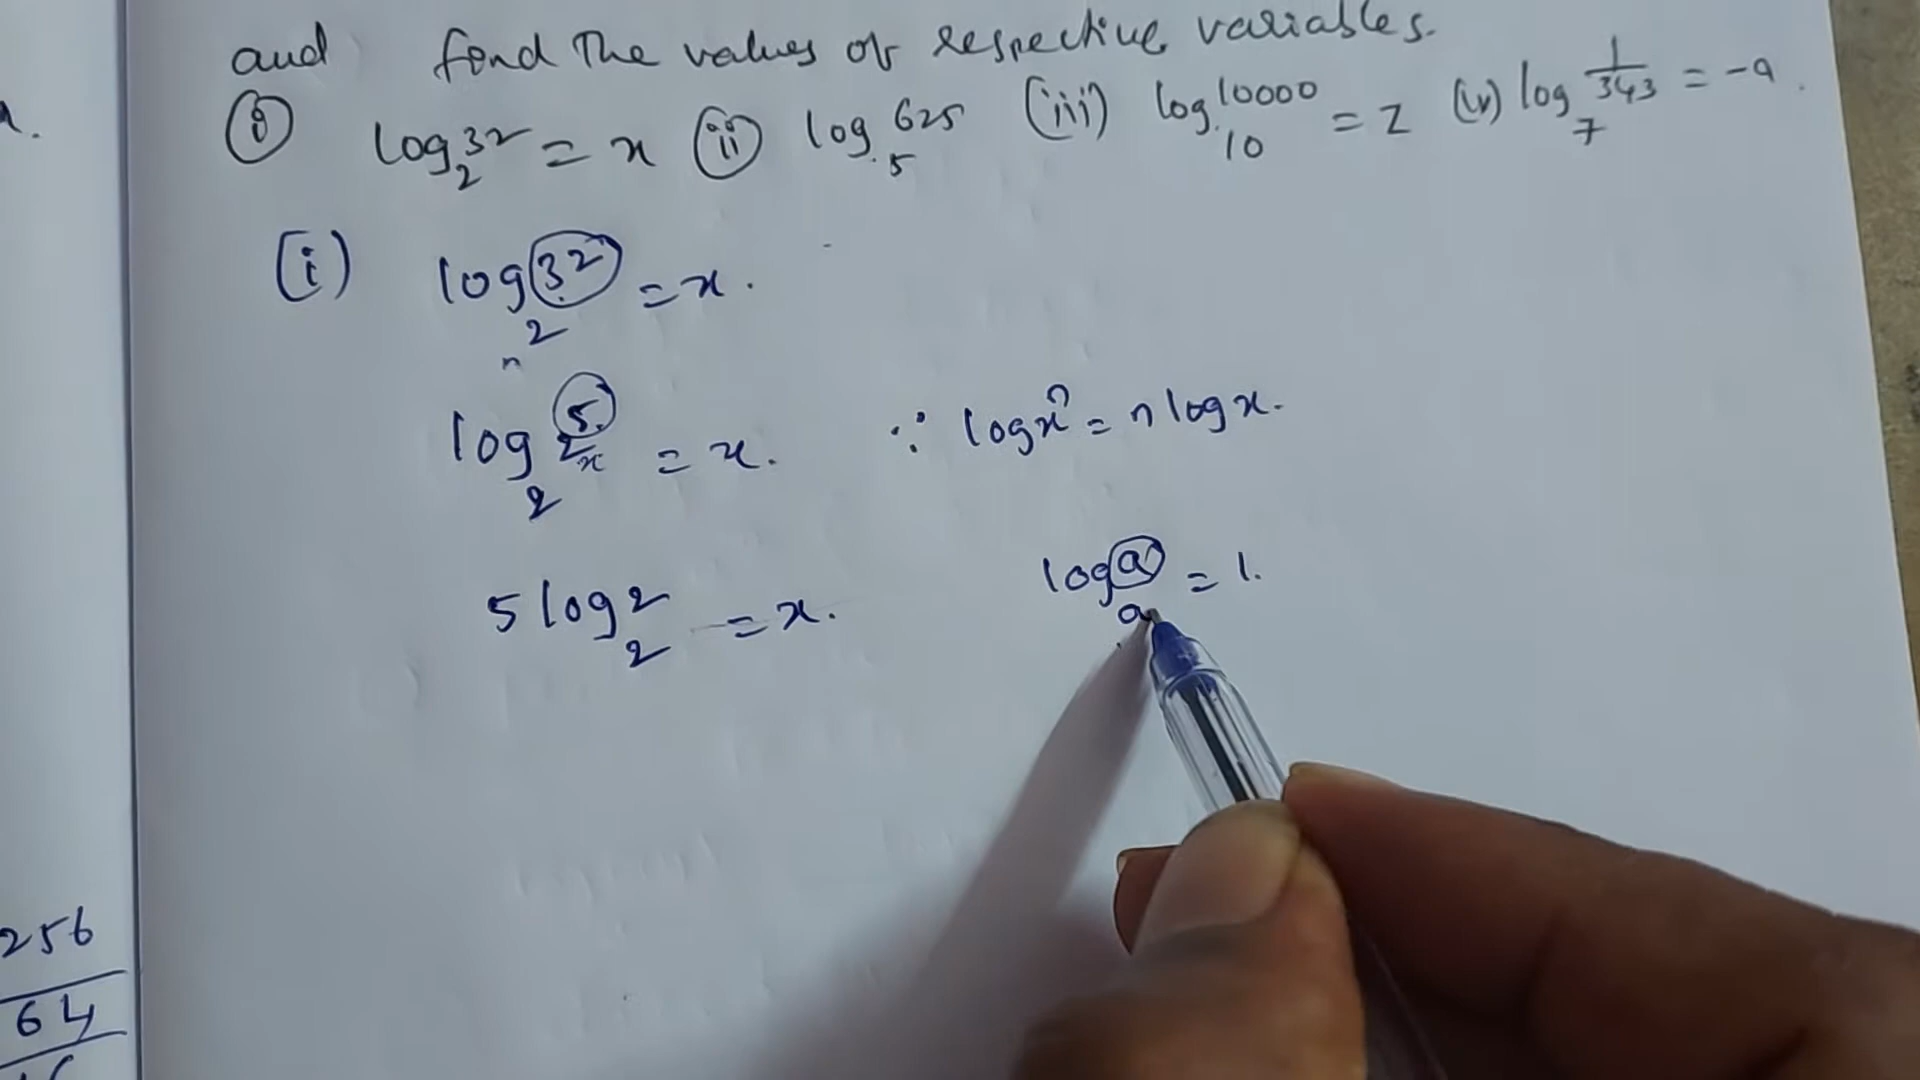 and find The values of respective variables.
(i) log₂32 = x (ii) log₅625 (iii) log₁₀10000 = z (iv) log₇ 1/343 = -a.
(i) log₂32 = x.
n
log₂2⁵ = x. ∵ log xⁿ = n log x.
x
5 log₂2 = x. logₐa = 1.
256
64